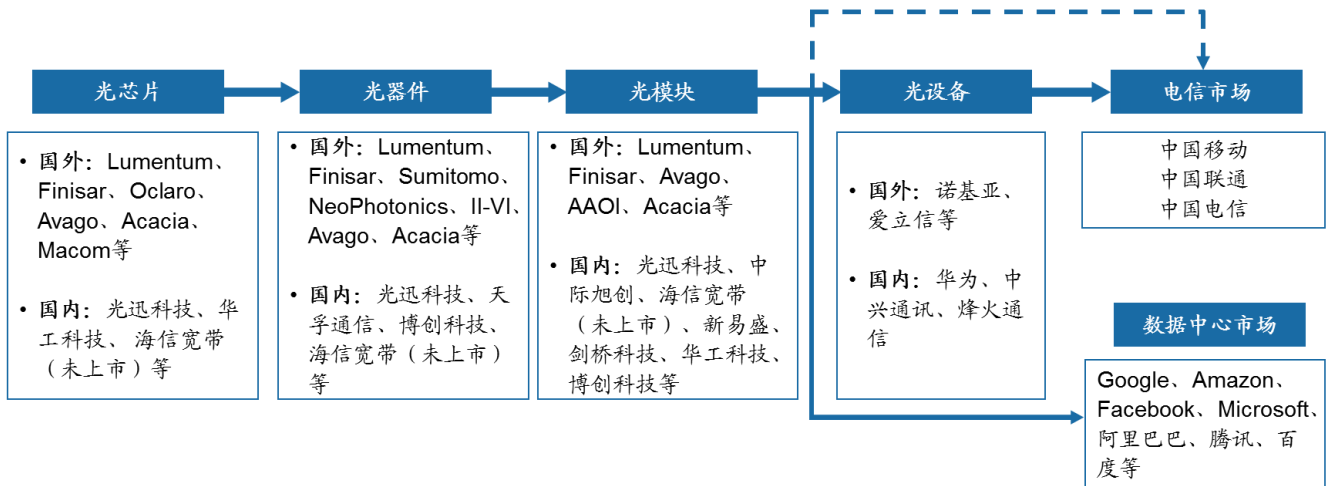 光芯片
• 国外：Lumentum、
Finisar、Oclaro、
Avago、Acacia、
Macom等
• 国内：光迅科技、华
工科技、 海信宽带
（未上市）等
光器件
• 国外：Lumentum、
Finisar、Sumitomo、
NeoPhotonics、II-VI、
Avago、Acacia等
• 国内：光迅科技、天
孚通信、博创科技、
海信宽带（未上市）
等
光模块
• 国外：Lumentum、
Finisar、Avago、
AAOI、Acacia等
• 国内：光迅科技、中
际旭创、海信宽带
（未上市）、新易盛、
剑桥科技、华工科技、
博创科技等
光设备
• 国外：诺基亚、
爱立信等
• 国内：华为、中
兴通讯、烽火通
信
电信市场
中国移动
中国联通
中国电信
数据中心市场
Google、Amazon、
Facebook、Microsoft、
阿里巴巴、腾讯、百
度等